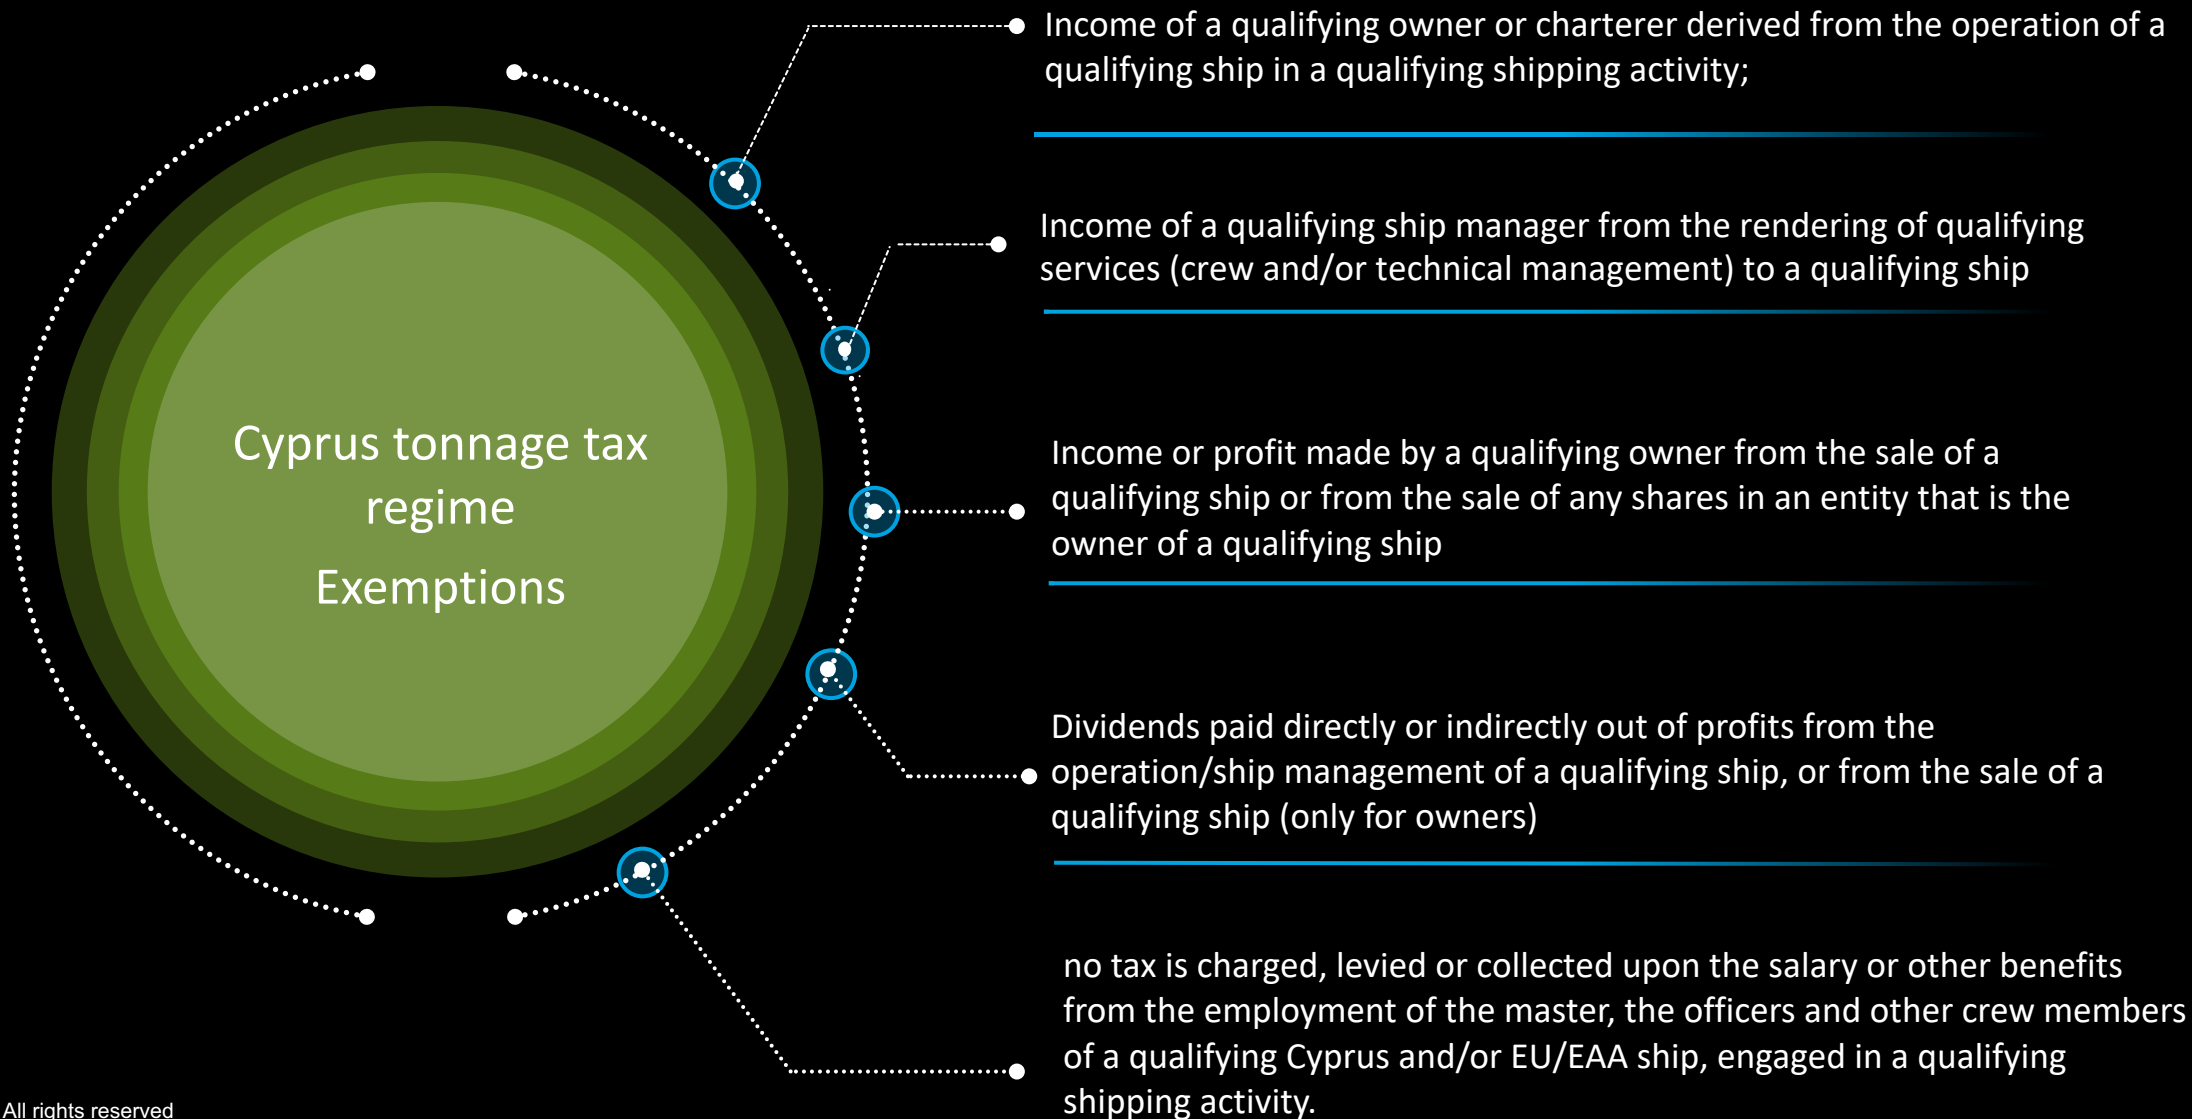 Income of a qualifying owner or charterer derived from the operation of a
qualifying ship in a qualifying shipping activity;
Income of a qualifying ship manager from the rendering of qualifying
services (crew and/or technical management) to a qualifying ship
Cyprus tonnage tax
regime
Exemptions
Income or profit made by a qualifying owner from the sale of a
qualifying ship or from the sale of any shares in an entity that is the
owner of a qualifying ship
Dividends paid directly or indirectly out of profits from the
operation/ship management of a qualifying ship, or from the sale of a
qualifying ship (only for owners)
no tax is charged, levied or collected upon the salary or other benefits
from the employment of the master, the officers and other crew members
of a qualifying Cyprus and/or EU/EAA ship, engaged in a qualifying
shipping activity.
All rights reserved